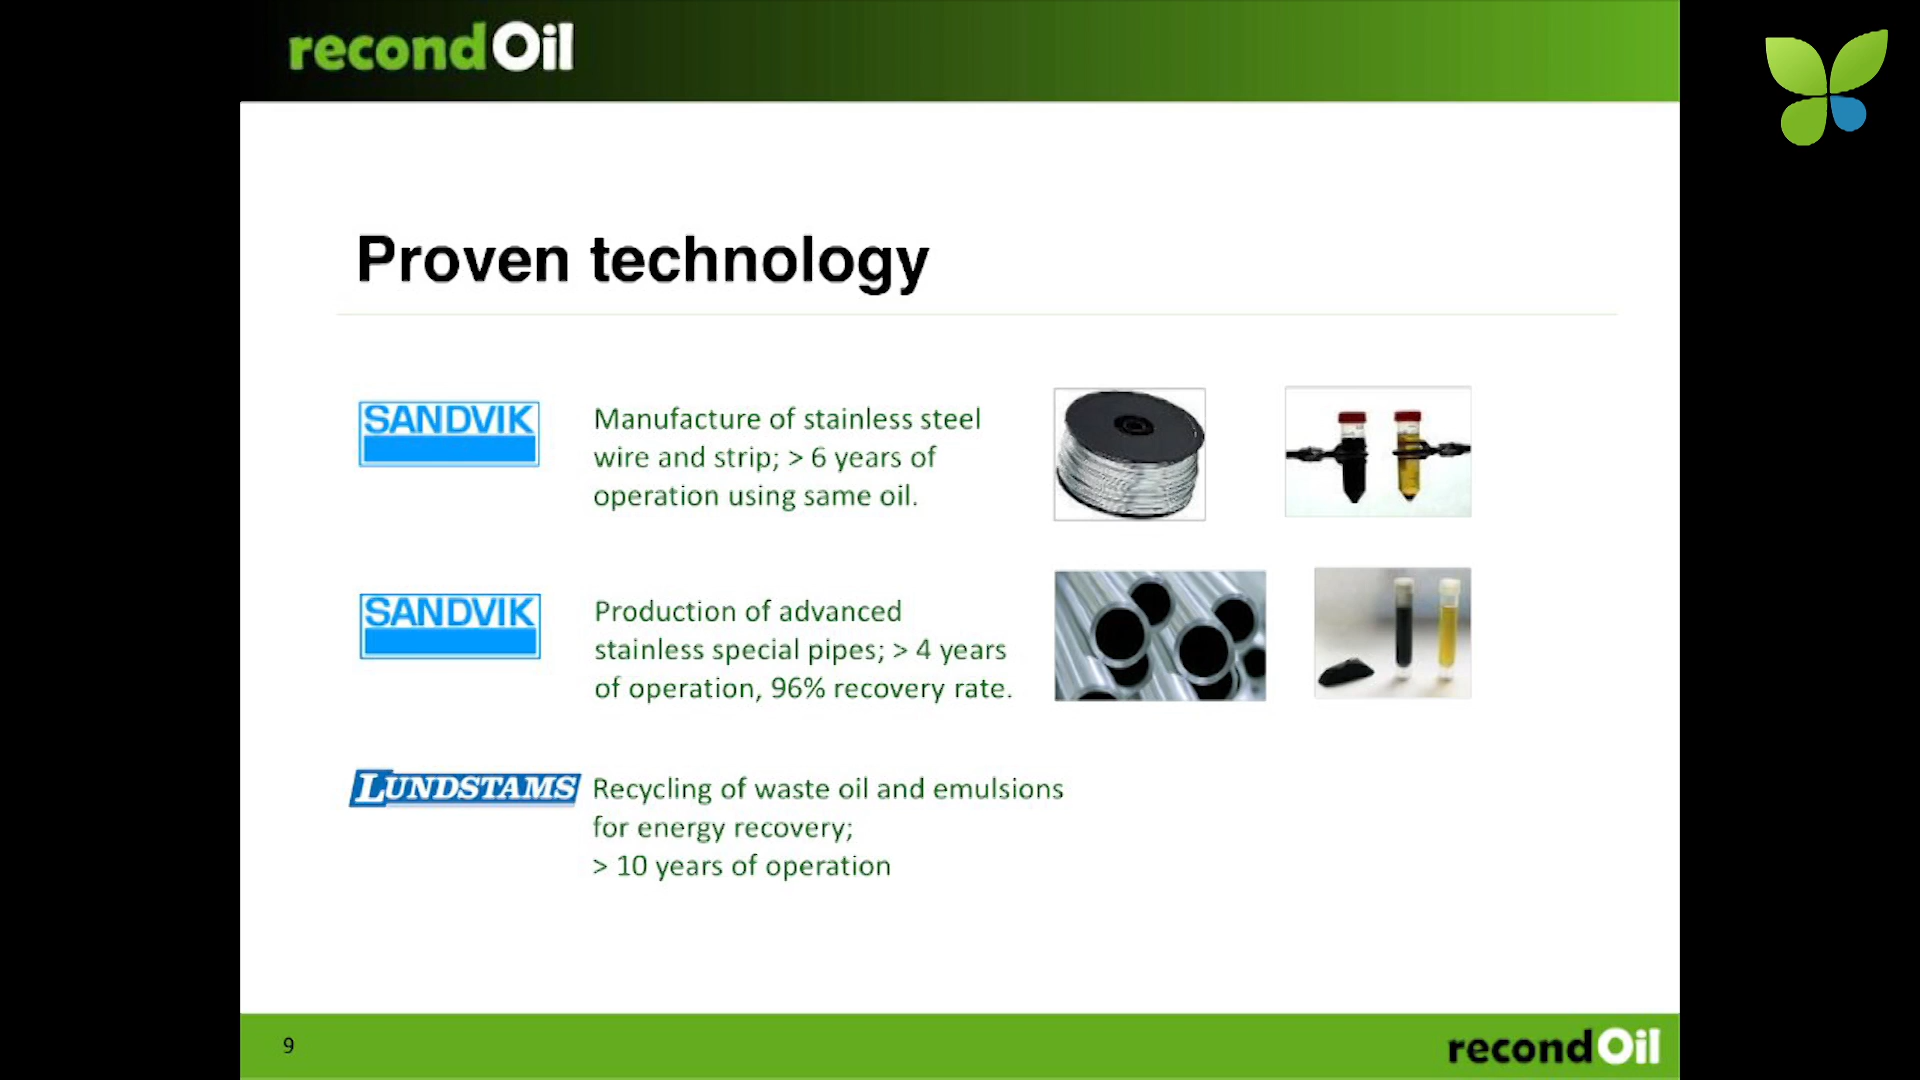 recondOil
Proven technology
SANDVIK
Manufacture of stainless steel
wire and strip; > 6 years of
operation using same oil.
SANDVIK
Production of advanced
stainless special pipes; > 4 years
of operation, 96% recovery rate.
LUNDSTAMS
Recycling of waste oil and emulsions
for energy recovery;
> 10 years of operation
9
recondOil